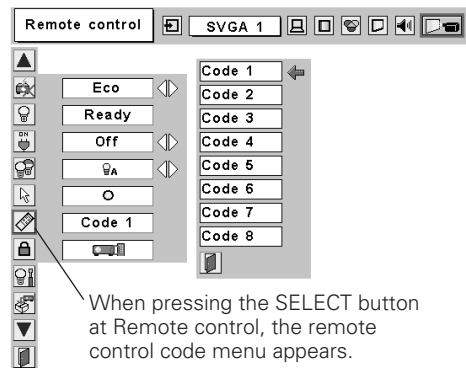 Remote control
SVGA 1
Eco
Ready
ON
Off
A
Code 1
Code 1
Code 2
Code 3
Code 4
Code 5
Code 6
Code 7
Code 8
When pressing the SELECT button
at Remote control, the remote
control code menu appears.